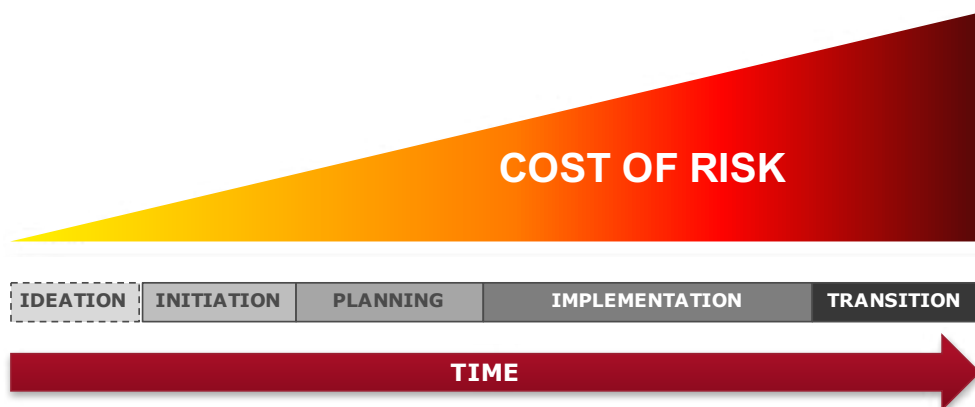 COST OF RISK
IDEATION INITIATION PLANNING IMPLEMENTATION TRANSITION
TIME